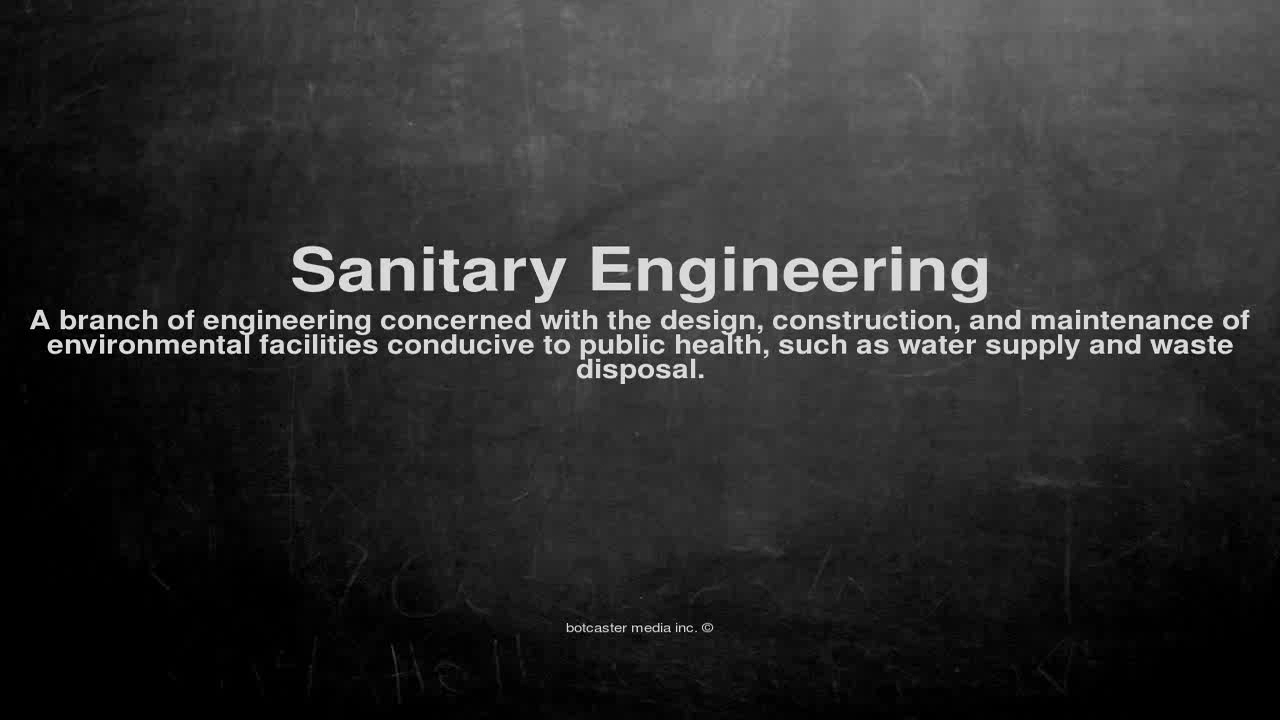 Sanitary Engineering
A branch of engineering concerned with the design, construction, and maintenance of
environmental facilities conducive to public health, such as water supply and waste
disposal.
botcaster media inc. ©